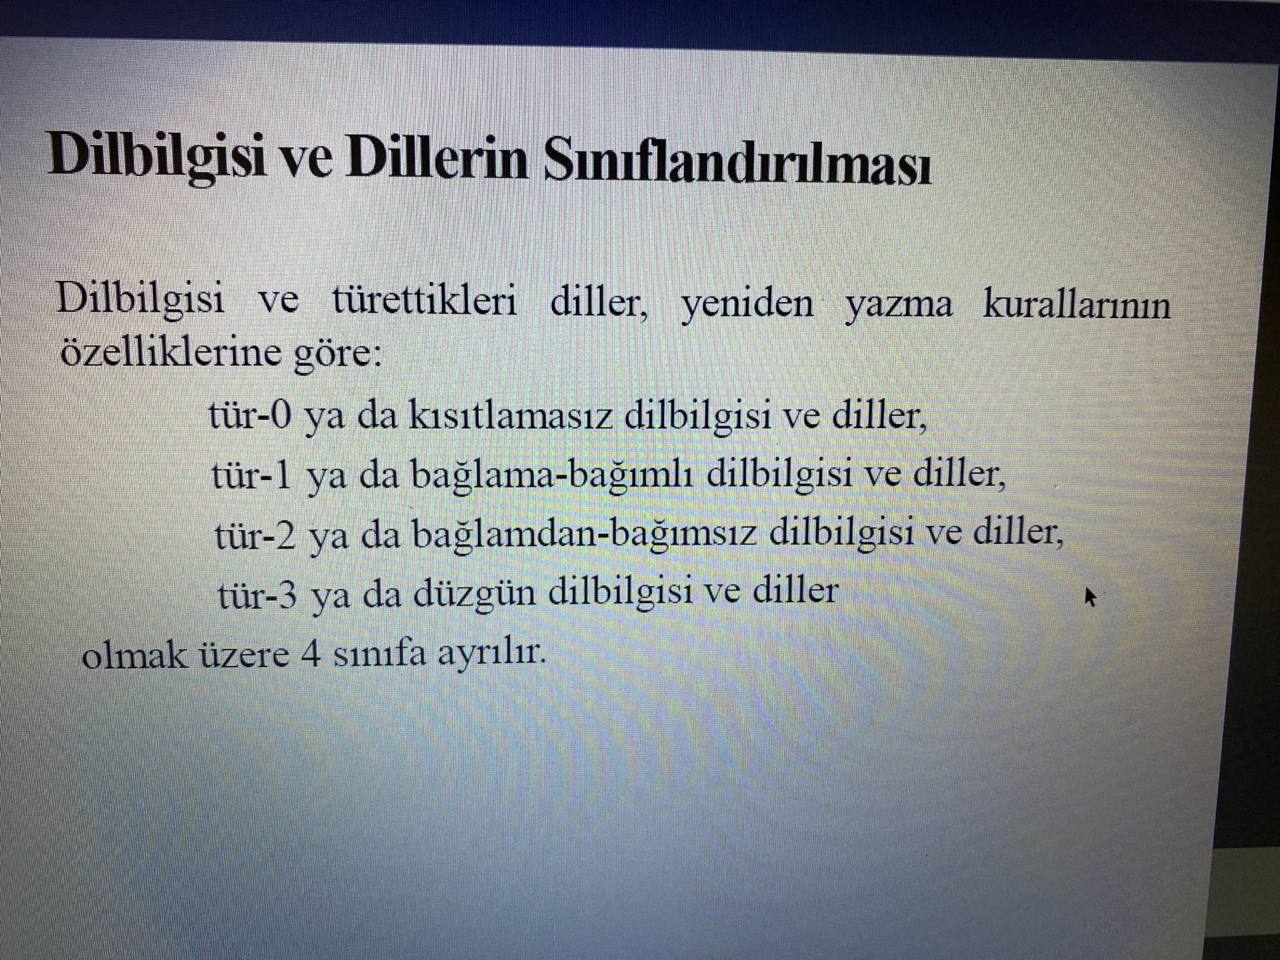 Dilbilgisi ve Dillerin Sınıflandırılması
Dilbilgisi ve türettikleri diller, yeniden yazma kurallarının
özelliklerine göre:
tür-0 ya da kısıtlamasız dilbilgisi ve diller,
tür-1 ya da bağlama-bağımlı dilbilgisi ve diller,
tür-2 ya da bağlamdan-bağımsız dilbilgisi ve diller,
tür-3 ya da düzgün dilbilgisi ve diller
olmak üzere 4 sınıfa ayrılır.